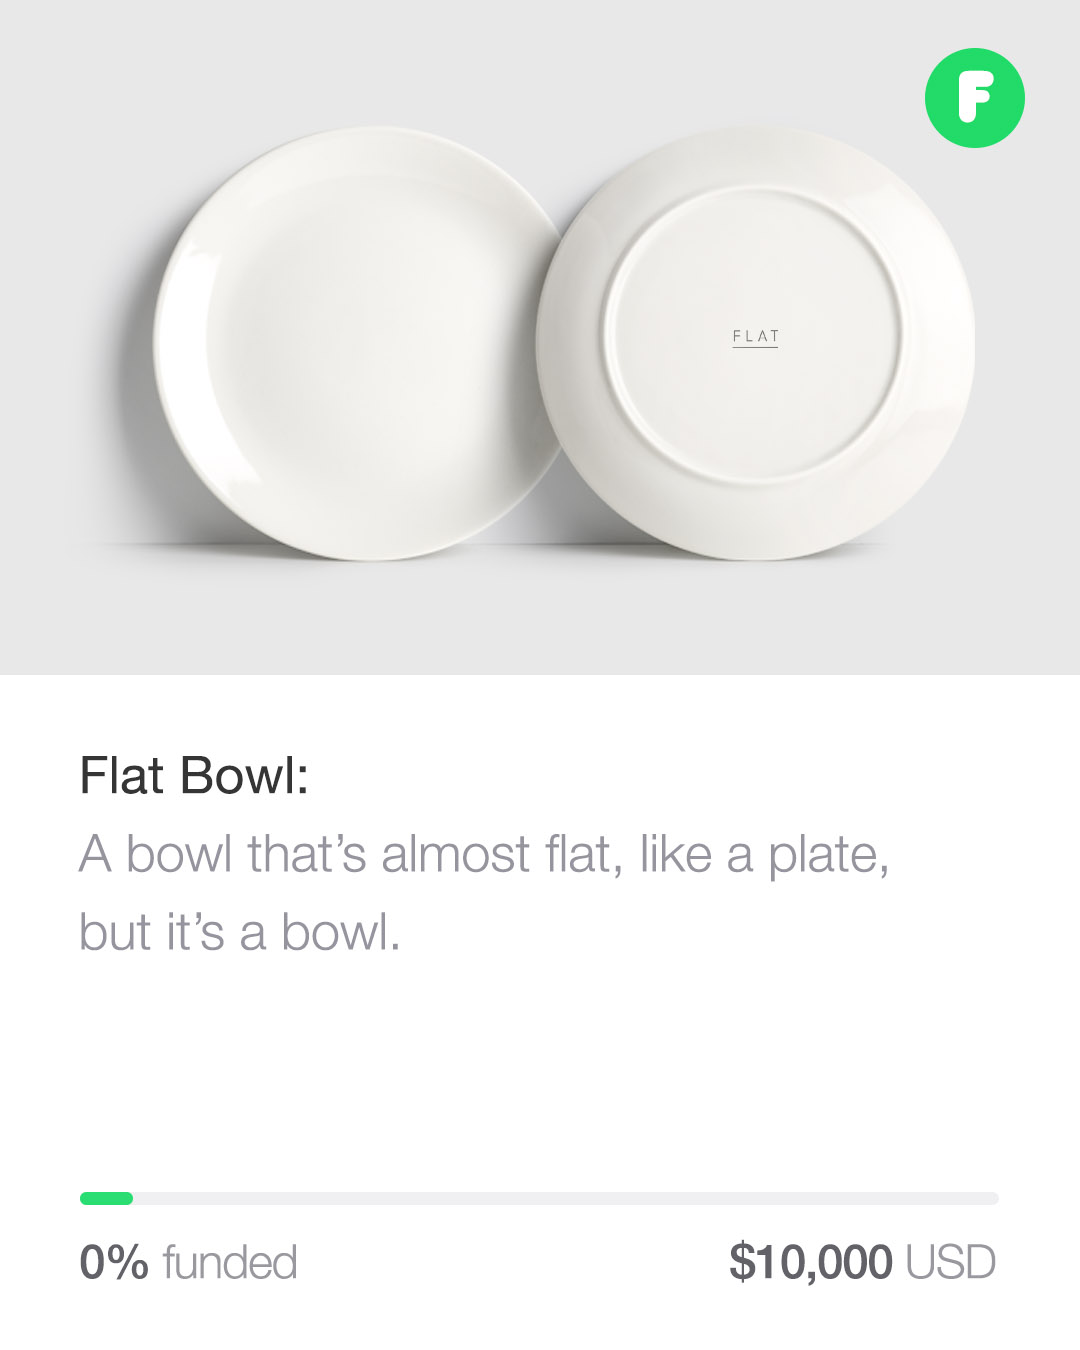 F
FLAT
Flat Bowl:
A bowl that’s almost flat, like a plate,
but it’s a bowl.
0% funded
$10,000 USD